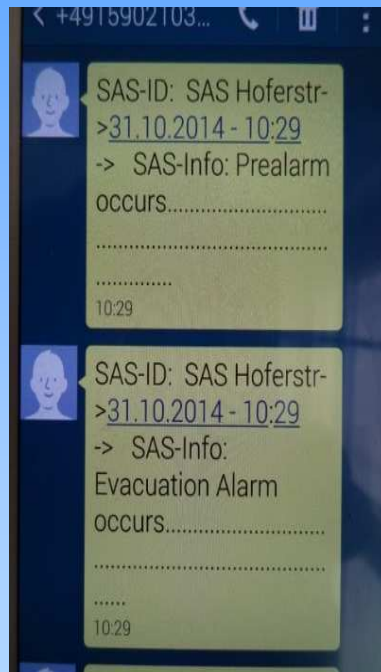 < +4915902103...
SAS-ID:  SAS Hoferstr-
>31.10.2014 - 10:29
->   SAS-Info: Prealarm
occurs............................
........................................
.............
10:29
SAS-ID:  SAS Hoferstr-
>31.10.2014 - 10:29
->   SAS-Info:
Evacuation Alarm
occurs............................
........................................
......
10:29